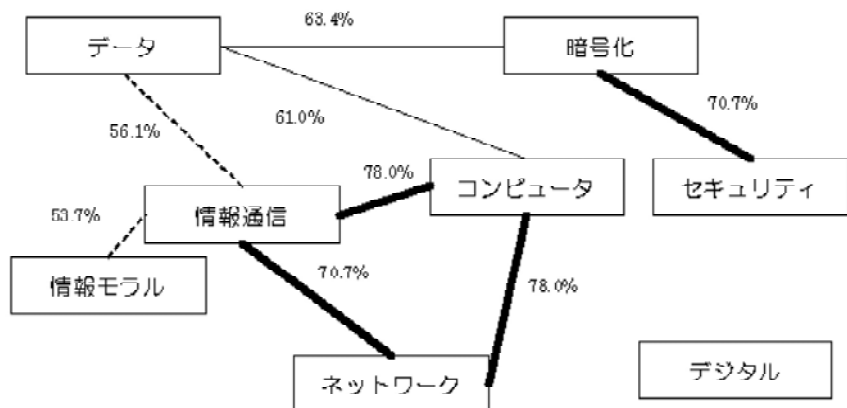 63.4%
データ
暗号化
56.1%
61.0%
70.7%
78.0%
コンピュータ
セキュリティ
53.7%
情報通信
情報モラル
70.7%
78.0%
ネットワーク
デジタル